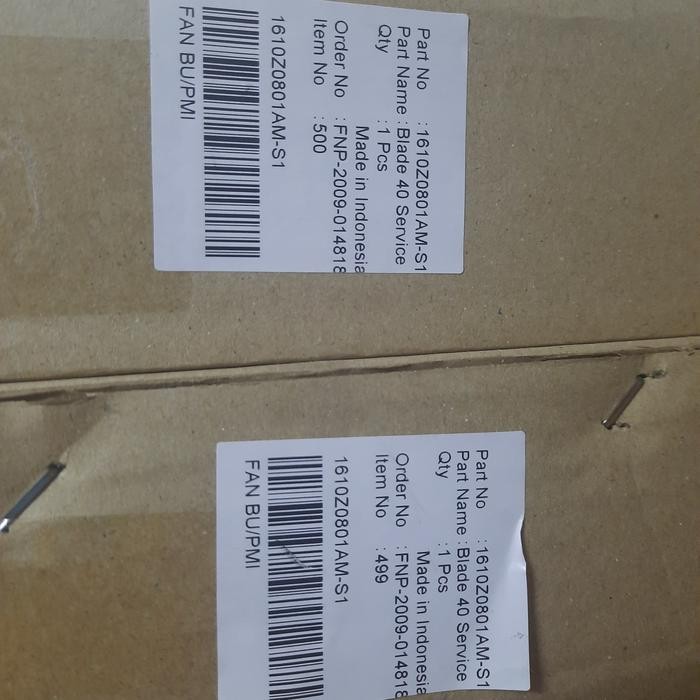 Part No : 1610Z0801AM-S1
Part Name : Blade 40 Service
Qty : 1 Pcs
Made in Indonesia
Order No : FNP-2009-014818
Item No : 500
1610Z0801AM-S1
FAN BU/PMI
Part No : 1610Z0801AM-S1
Part Name : Blade 40 Service
Qty : 1 Pcs
Made in Indonesia
Order No : FNP-2009-014818
Item No : 499
1610Z0801AM-S1
FAN BU/PMI